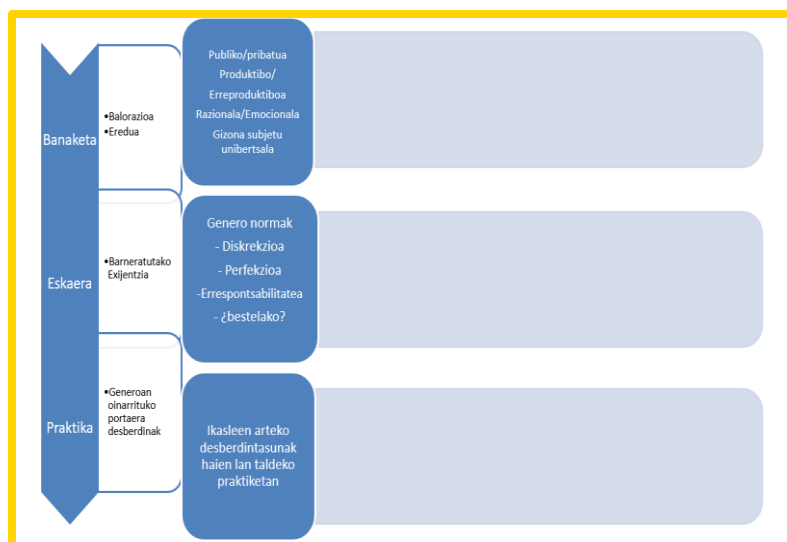 Banaketa
•Balorazioa
•Eredua
Publiko/pribatua
Produktibo/
Erreproduktiboa
Razionala/Emocionala
Gizona subjetu
unibertsala
Eskaera
•Barneratutako
Exijentzia
Genero normak
- Diskrekzioa
- Perfekzioa
-Errespontsabilitatea
- ¿bestelako?
Praktika
•Generoan
oinarrituko
portaera
desberdinak
Ikasleen arteko
desberdintasunak
haien lan taldeko
praktiketan